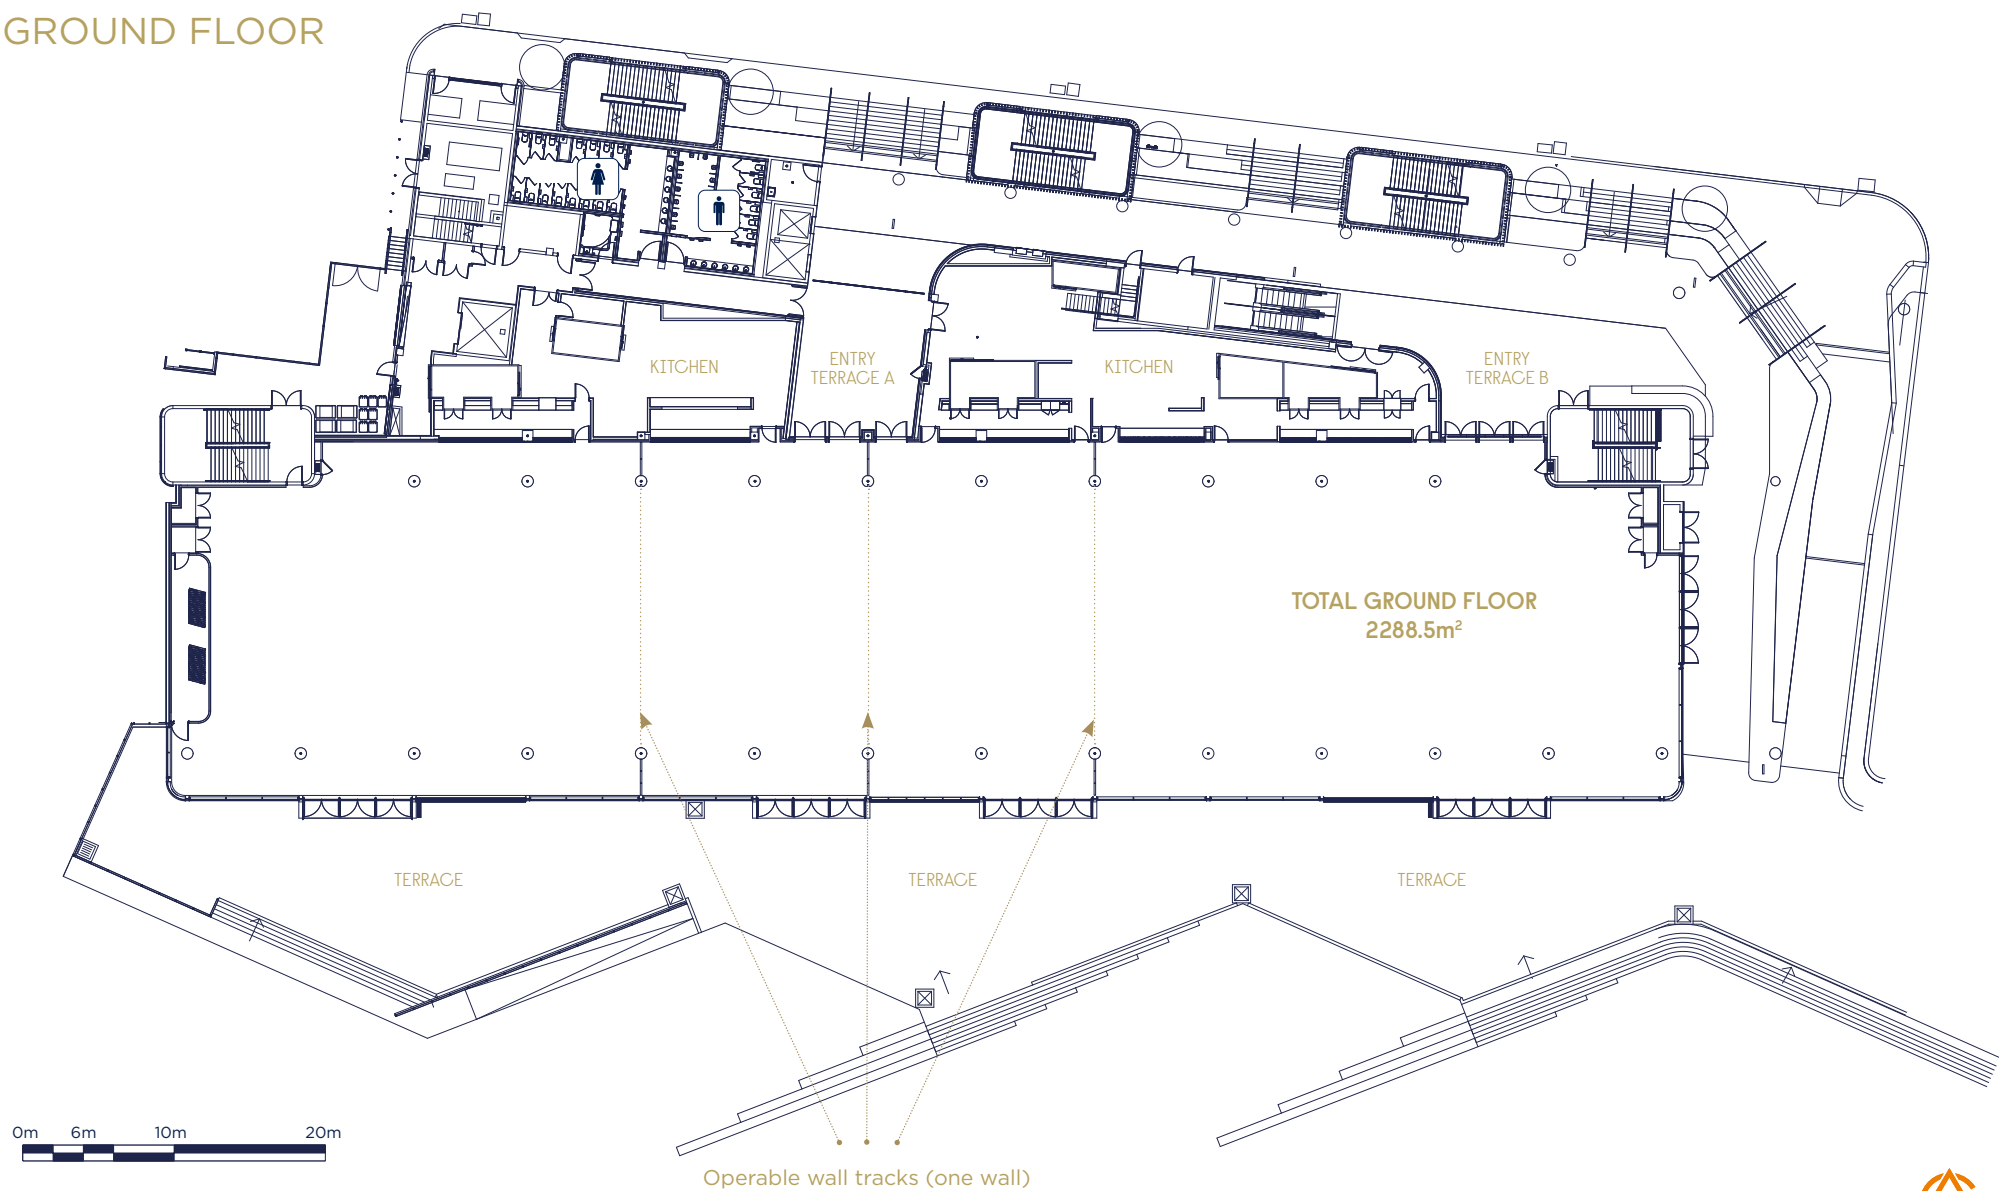 GROUND FLOOR
KITCHEN
ENTRY
TERRACE A
KITCHEN
ENTRY
TERRACE B
TOTAL GROUND FLOOR
2288.5m²
TERRACE
TERRACE
TERRACE
0m 6m 10m 20m
Operable wall tracks (one wall)